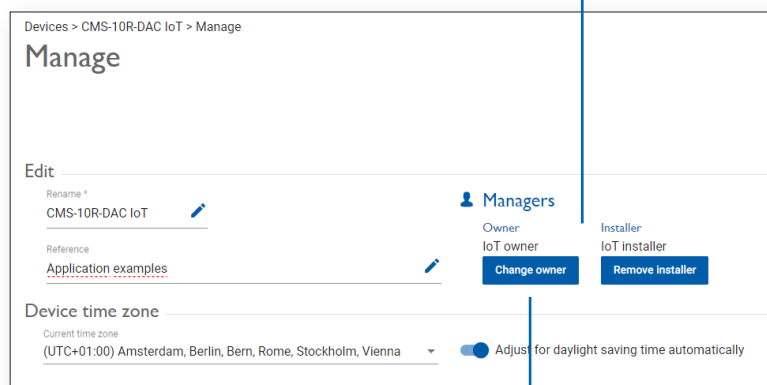 Devices > CMS-10R-DAC IoT > Manage
Manage
Edit
Rename *
CMS-10R-DAC IoT
Reference
Application examples
Managers
Owner
IoT owner
Change owner
Installer
IoT installer
Remove installer
Device time zone
Current time zone
(UTC+01:00) Amsterdam, Berlin, Bern, Rome, Stockholm, Vienna
Adjust for daylight saving time automatically